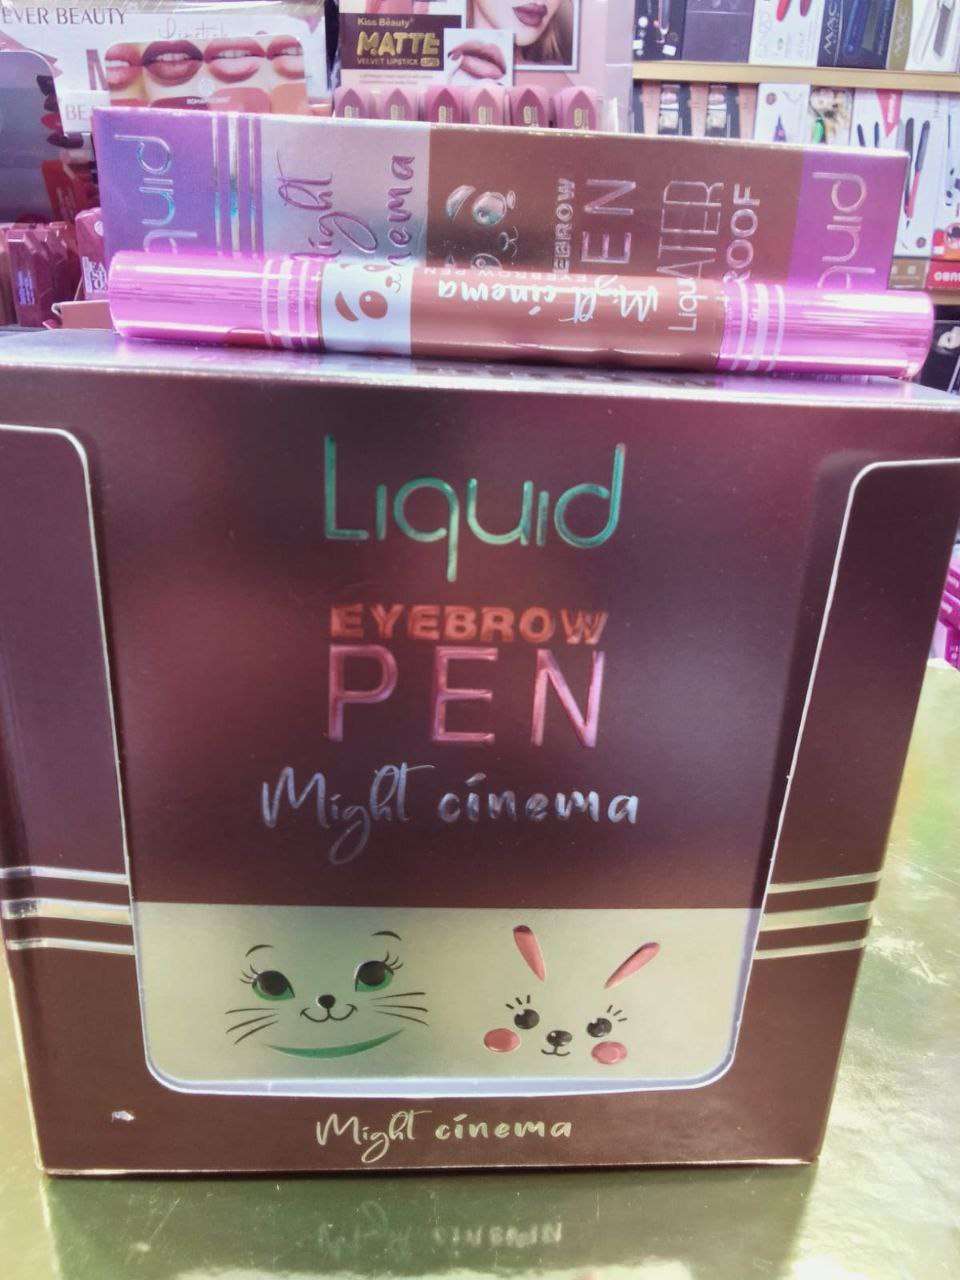 EVER BEAUTY
Kiss Beauty
MATTE
VELVET LIPSTICK
Liquid
Might
cinema
EYEBROW
PEN
Liquid
WATER
PROOF
Liquid
EYEBROW PEN
Might cinema
Liquid
EYEBROW
PEN
Might cinema
Might cinema